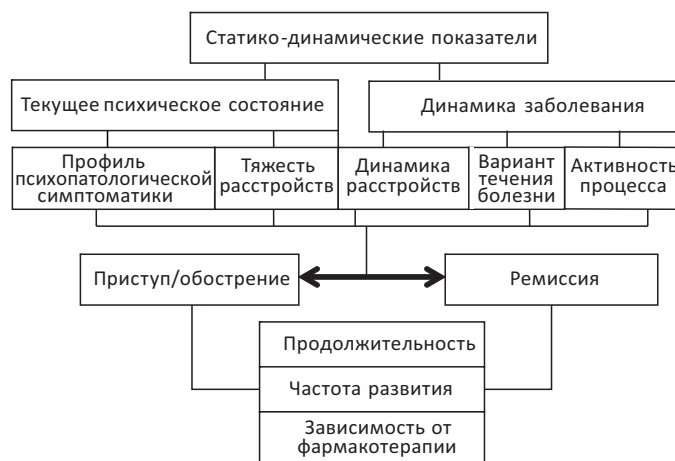 Статико-динамические показатели
Текущее психическое состояние
Динамика заболевания
Профиль
психопатологической
симптоматики
Тяжесть
расстройств
Динамика
расстройств
Вариант
течения
болезни
Активность
процесса
Приступ/обострение
Ремиссия
Продолжительность
Частота развития
Зависимость от
фармакотерапии